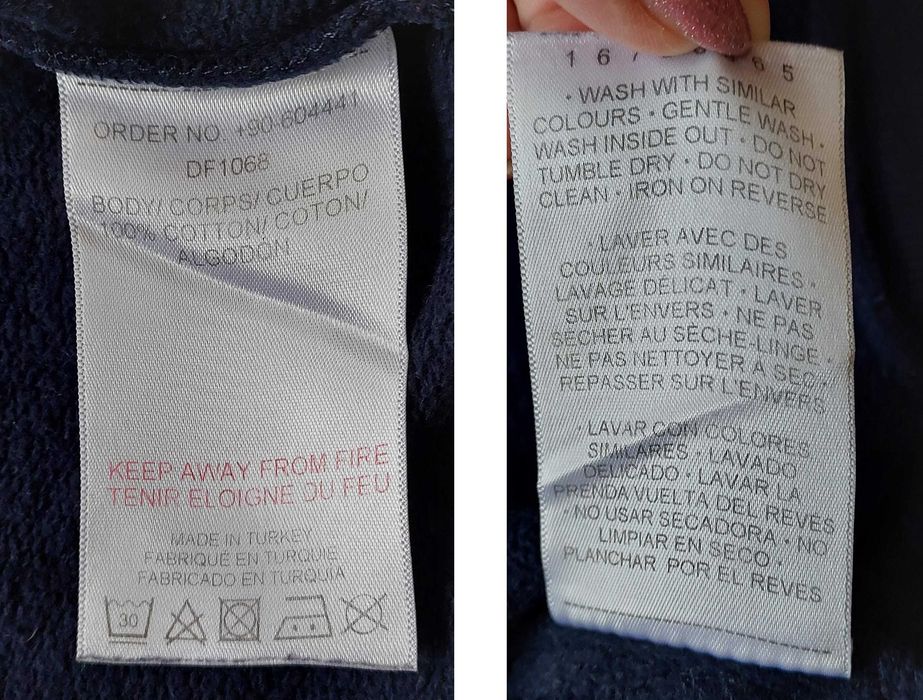 ORDER NO. +90-604441
DF1068
BODY/ CORPS/ CUERPO
100% COTTON/ COTON/
ALGODÓN
KEEP AWAY FROM FIRE
TENIR ELOIGNE DU FEU
MADE IN TURKEY
FABRIQUÉ EN TURQUIE
FABRICADO EN TURQUIA
30
• WASH WITH SIMILAR
COLOURS • GENTLE WASH •
WASH INSIDE OUT • DO NOT
TUMBLE DRY • DO NOT DRY
CLEAN • IRON ON REVERSE
• LAVER AVEC DES
COULEURS SIMILAIRES •
LAVAGE DELICAT • LAVER
SUR L'ENVERS • NE PAS
SECHER AU SECHE-LINGE •
NE PAS NETTOYER A SEC •
REPASSER SUR L'ENVERS
• LAVAR CON COLORES
SIMILARES • LAVADO
DELICADO • LAVAR LA
PRENDA VUELTA DEL REVES
• NO USAR SECADORA • NO
LIMPIAR EN SECO •
PLANCHAR POR EL REVES